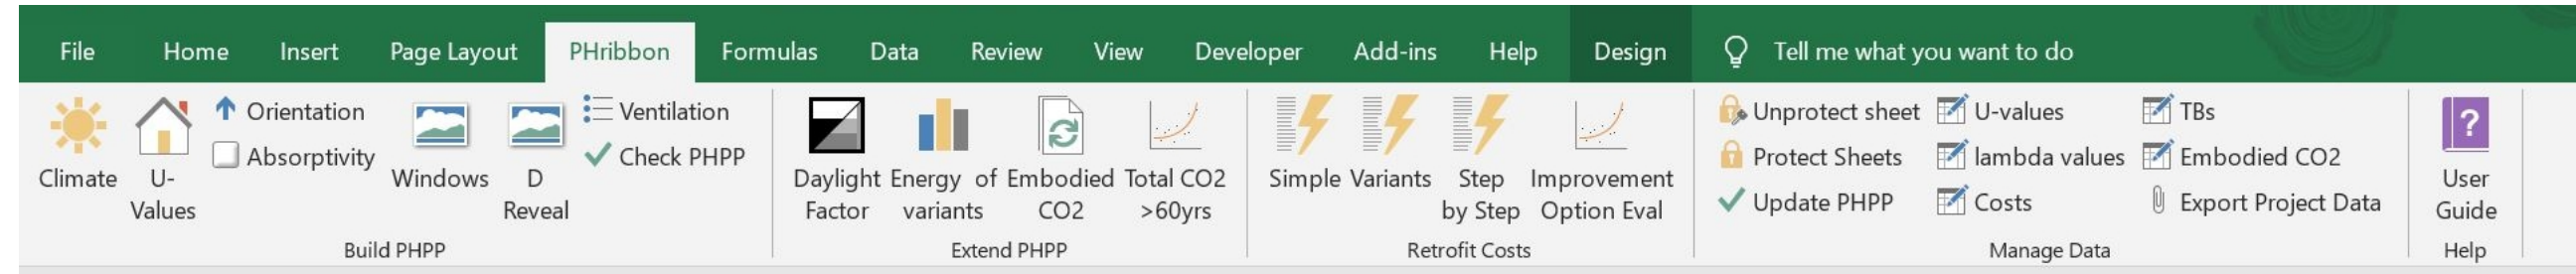 File Home Insert Page Layout PHribbon Formulas Data Review View Developer Add-ins Help Design Tell me what you want to do
Climate
U-
Values
Orientation
Absorptivity
Windows
D
Reveal
Ventilation
Check PHPP
Build PHPP
Daylight
Factor
Energy of
variants
Embodied
CO2
Total CO2
>60yrs
Extend PHPP
Simple
Variants
Step
by Step
Improvement
Option Eval
Retrofit Costs
Unprotect sheet
Protect Sheets
Update PHPP
U-values
lambda values
Costs
TBs
Embodied CO2
Export Project Data
Manage Data
?
User
Guide
Help